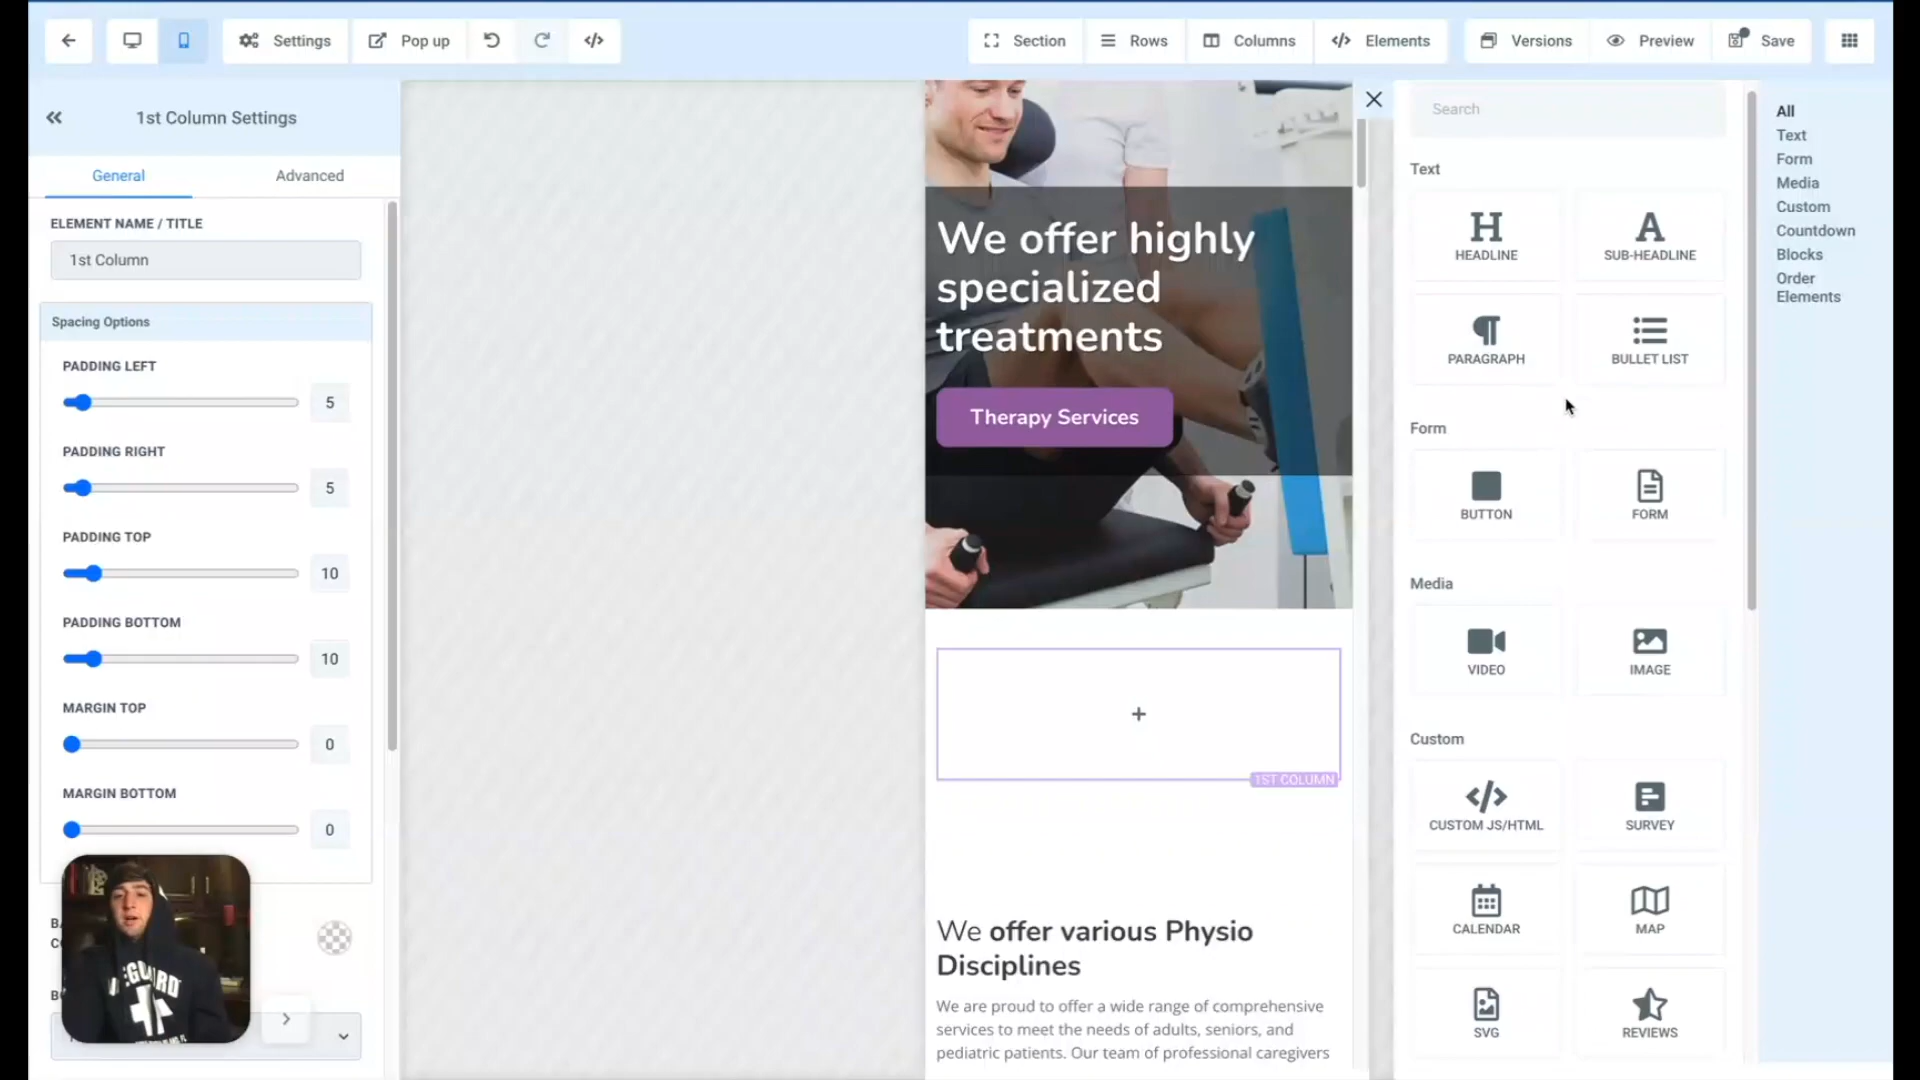 Settings
Pop up
Section
Rows
Columns
Elements
Versions
Preview
Save
1st Column Settings
General
Advanced
ELEMENT NAME / TITLE
1st Column
Spacing Options
PADDING LEFT
5
PADDING RIGHT
5
PADDING TOP
10
PADDING BOTTOM
10
MARGIN TOP
0
MARGIN BOTTOM
0
We offer highly
specialized
treatments
Therapy Services
1ST COLUMN
We offer various Physio
Disciplines
We are proud to offer a wide range of comprehensive
services to meet the needs of adults, seniors, and
pediatric patients. Our team of professional caregivers
Search
Text
HEADLINE
SUB-HEADLINE
PARAGRAPH
BULLET LIST
Form
BUTTON
FORM
Media
VIDEO
IMAGE
Custom
CUSTOM JS/HTML
SURVEY
CALENDAR
MAP
SVG
REVIEWS
All
Text
Form
Media
Custom
Countdown
Blocks
Order
Elements